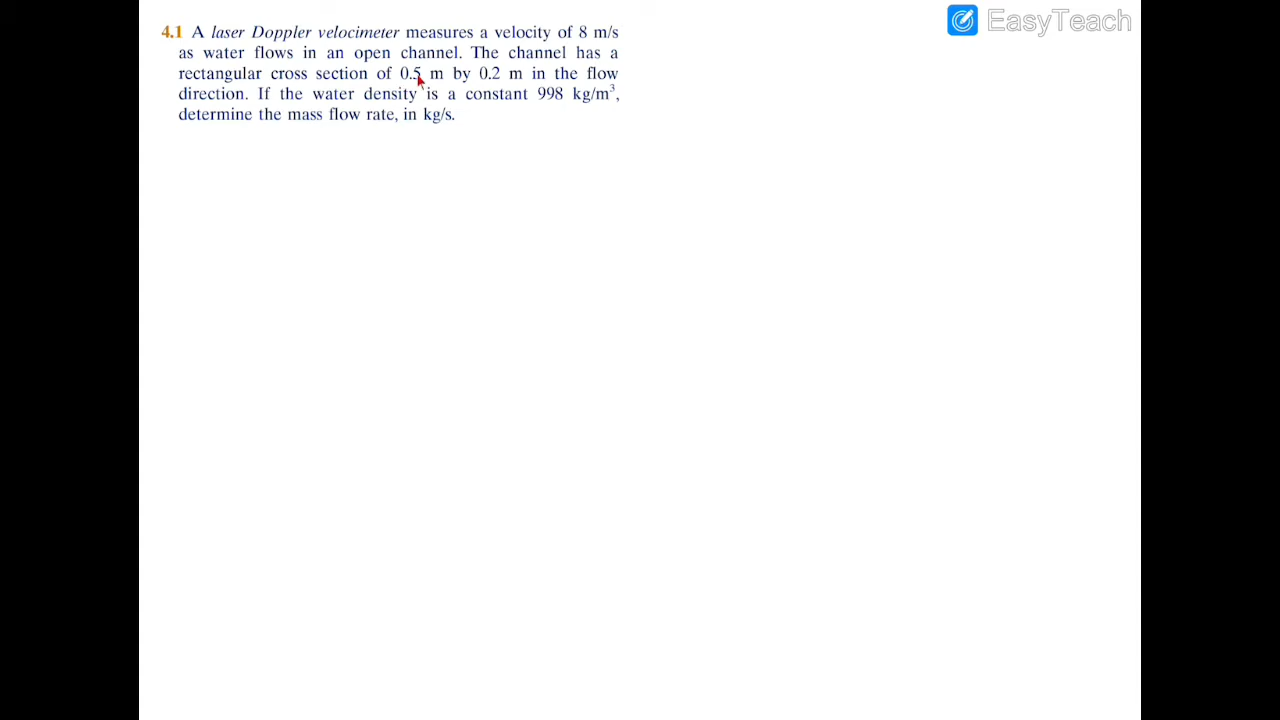 EasyTeach
4.1 A laser Doppler velocimeter measures a velocity of 8 m/s
as water flows in an open channel. The channel has a
rectangular cross section of 0.5 m by 0.2 m in the flow
direction. If the water density is a constant 998 kg/m³,
determine the mass flow rate, in kg/s.